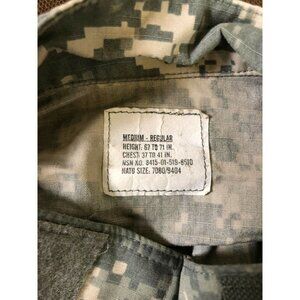 MEDIUM - REGULAR
HEIGHT: 67 TO 71 IN.
CHEST: 37 TO 41 IN.
NSN NO. 8415-01-519-8510
NATO SIZE: 7080/9404